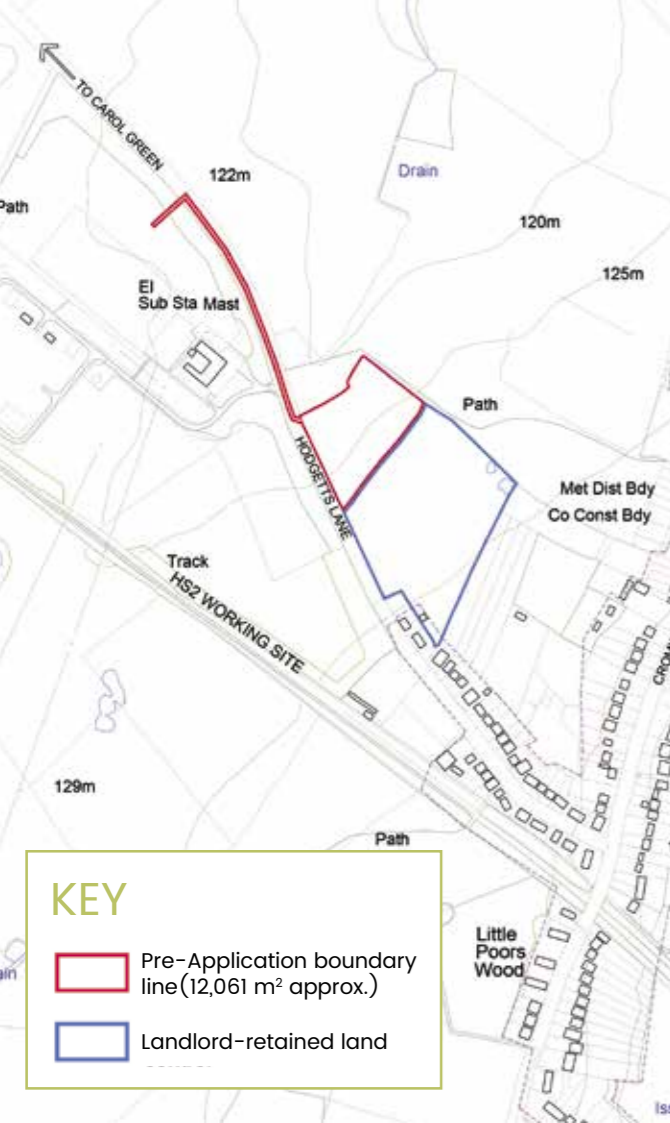 TO CAROL GREEN
122m
Drain
Path
120m
125m
El
Sub Sta Mast
Path
HODGETTS LANE
Met Dist Bdy
Co Const Bdy
Track
HS2 WORKING SITE
129m
Path
KEY
Pre-Application boundary
line(12,061 m² approx.)
Landlord-retained land
Little
Poors
Wood